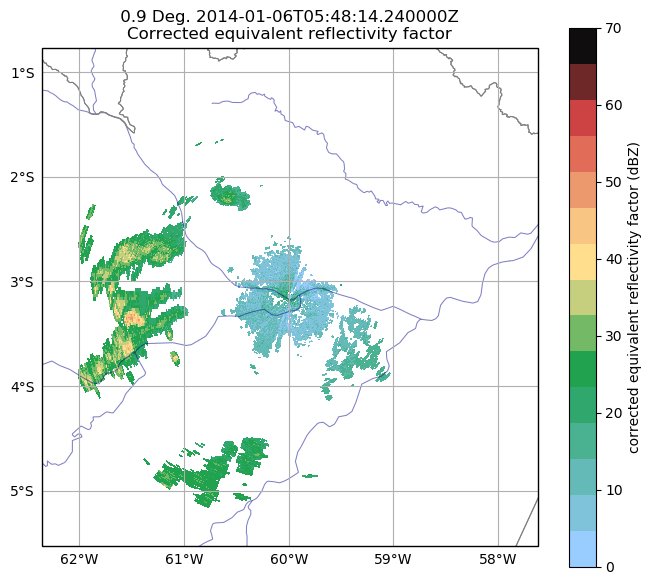 0.9 Deg. 2014-01-06T05:48:14.240000Z
Corrected equivalent reflectivity factor
1°S
2°S
3°S
4°S
5°S
62°W
61°W
60°W
59°W
58°W
70
60
50
40
30
20
10
0
corrected equivalent reflectivity factor (dBZ)